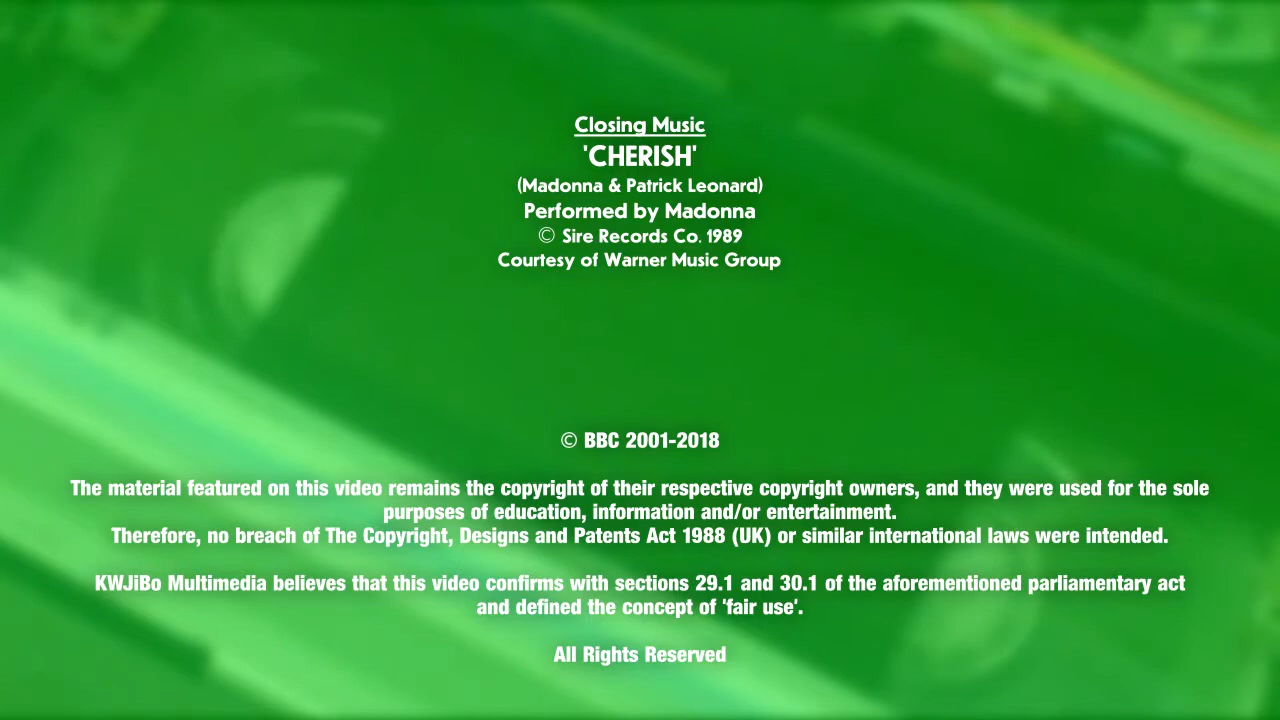 Closing Music
'CHERISH'
(Madonna & Patrick Leonard)
Performed by Madonna
© Sire Records Co. 1989
Courtesy of Warner Music Group
© BBC 2001-2018
The material featured on this video remains the copyright of their respective copyright owners, and they were used for the sole
purposes of education, information and/or entertainment.
Therefore, no breach of The Copyright, Designs and Patents Act 1988 (UK) or similar international laws were intended.
KWJiBo Multimedia believes that this video confirms with sections 29.1 and 30.1 of the aforementioned parliamentary act
and defined the concept of 'fair use'.
All Rights Reserved